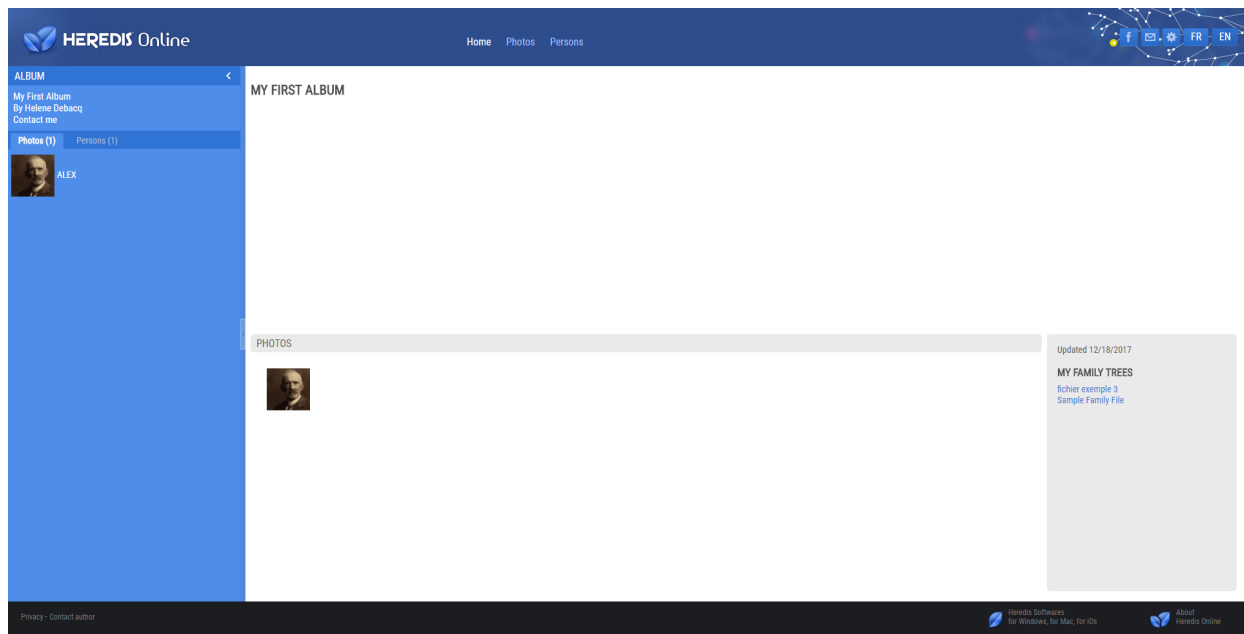 HEREDIS Online
Home Photos Persons
f FR EN
ALBUM
My First Album
By Helene Debacq
Contact me
Photos (1) Persons (1)
ALEX
MY FIRST ALBUM
PHOTOS
Updated 12/18/2017
MY FAMILY TREES
fichier exemple 3
Sample Family File
Privacy - Contact author
Heredis Softwares
for Windows, for Mac, for iOs
About
Heredis Online